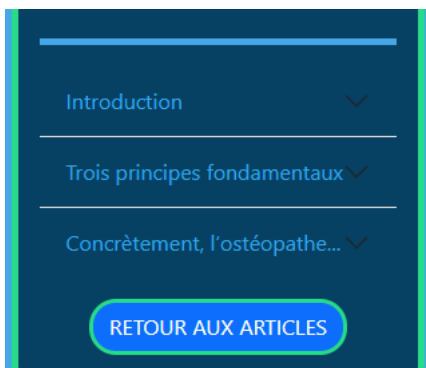 Introduction
Trois principes fondamentaux
Concrètement, l'ostéopathe...
RETOUR AUX ARTICLES